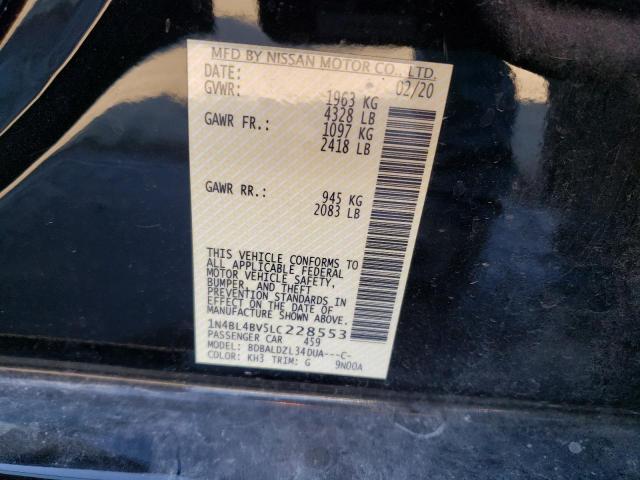 MFD BY NISSAN MOTOR CO., LTD.
DATE: 02/20
GVWR: 1963 KG
4328 LB
GAWR FR.: 1097 KG
2418 LB
GAWR RR.: 945 KG
2083 LB
THIS VEHICLE CONFORMS TO
ALL APPLICABLE FEDERAL
MOTOR VEHICLE SAFETY,
BUMPER, AND THEFT
PREVENTION STANDARDS IN
EFFECT ON THE DATE OF
MANUFACTURE SHOWN ABOVE.
1N4BL4BV5LC228553
PASSENGER CAR 459
MODEL: BDBALDZL34DUA---C-
COLOR: KH3 TRIM: G 9N00A